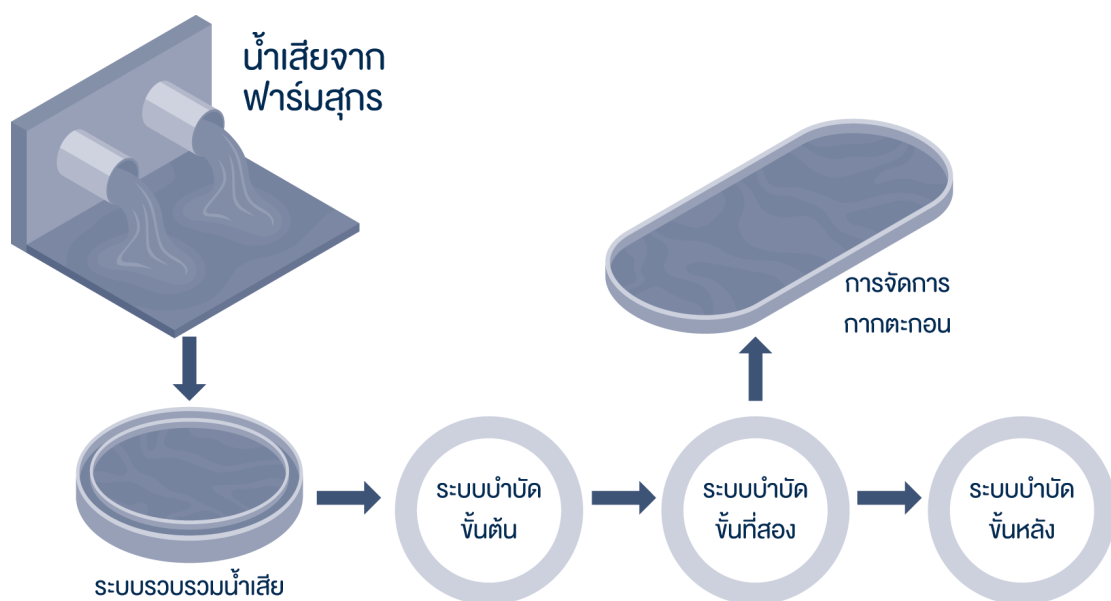 น้ำเสียจาก
ฟาร์มสุกร
การจัดการ
กากตะกอน
ระบบรวบรวมน้ำเสีย
ระบบบำบัด
ขั้นต้น
ระบบบำบัด
ขั้นที่สอง
ระบบบำบัด
ขั้นหลัง